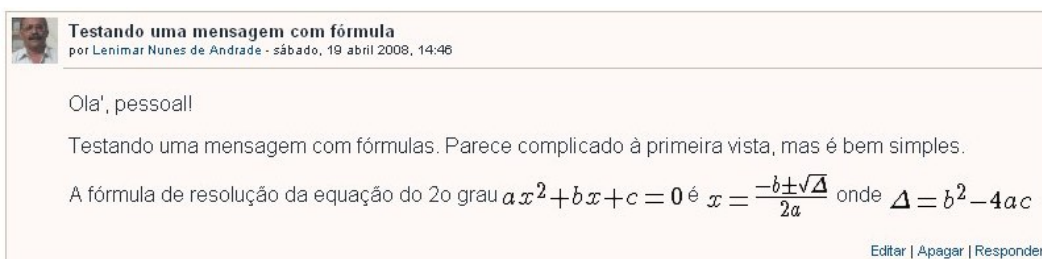 Testando uma mensagem com fórmula
por Lenimar Nunes de Andrade - sábado, 19 abril 2008, 14:46
Ola', pessoal!
Testando uma mensagem com fórmulas. Parece complicado à primeira vista, mas é bem simples.
A fórmula de resolução da equação do 2o grau ax²+bx+c=0 é x = (-b±√Δ)/2a onde Δ=b²-4ac
Editar | Apagar | Responder